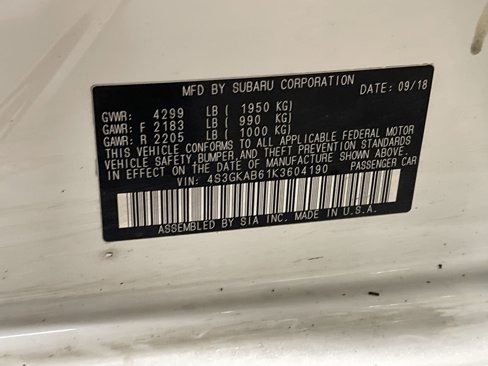 MFD BY SUBARU CORPORATION DATE: 09/18
GVWR: 4299 LB ( 1950 KG)
GAWR: F 2183 LB ( 990 KG)
GAWR: R 2205 LB ( 1000 KG)
THIS VEHICLE CONFORMS TO ALL APPLICABLE FEDERAL MOTOR
VEHICLE SAFETY,BUMPER,AND THEFT PREVENTION STANDARDS
IN EFFECT ON THE DATE OF MANUFACTURE SHOWN ABOVE.
VIN: 4S3GKAB61K3604190 PASSENGER CAR
ASSEMBLED BY SIA INC. MADE IN U.S.A.